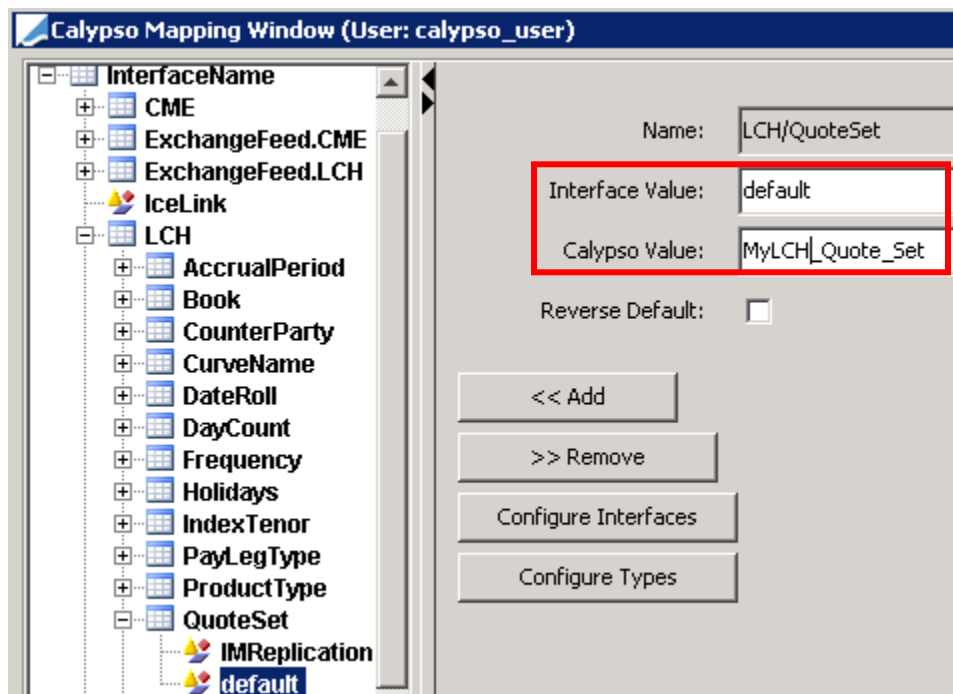 Calypso Mapping Window (User: calypso_user)
InterfaceName
CME
ExchangeFeed.CME
ExchangeFeed.LCH
IceLink
LCH
AccrualPeriod
Book
CounterParty
CurveName
DateRoll
DayCount
Frequency
Holidays
IndexTenor
PayLegType
ProductType
QuoteSet
IMReplication
default
Name: LCH/QuoteSet
Interface Value: default
Calypso Value: MyLCH_Quote_Set
Reverse Default:
<< Add
>> Remove
Configure Interfaces
Configure Types